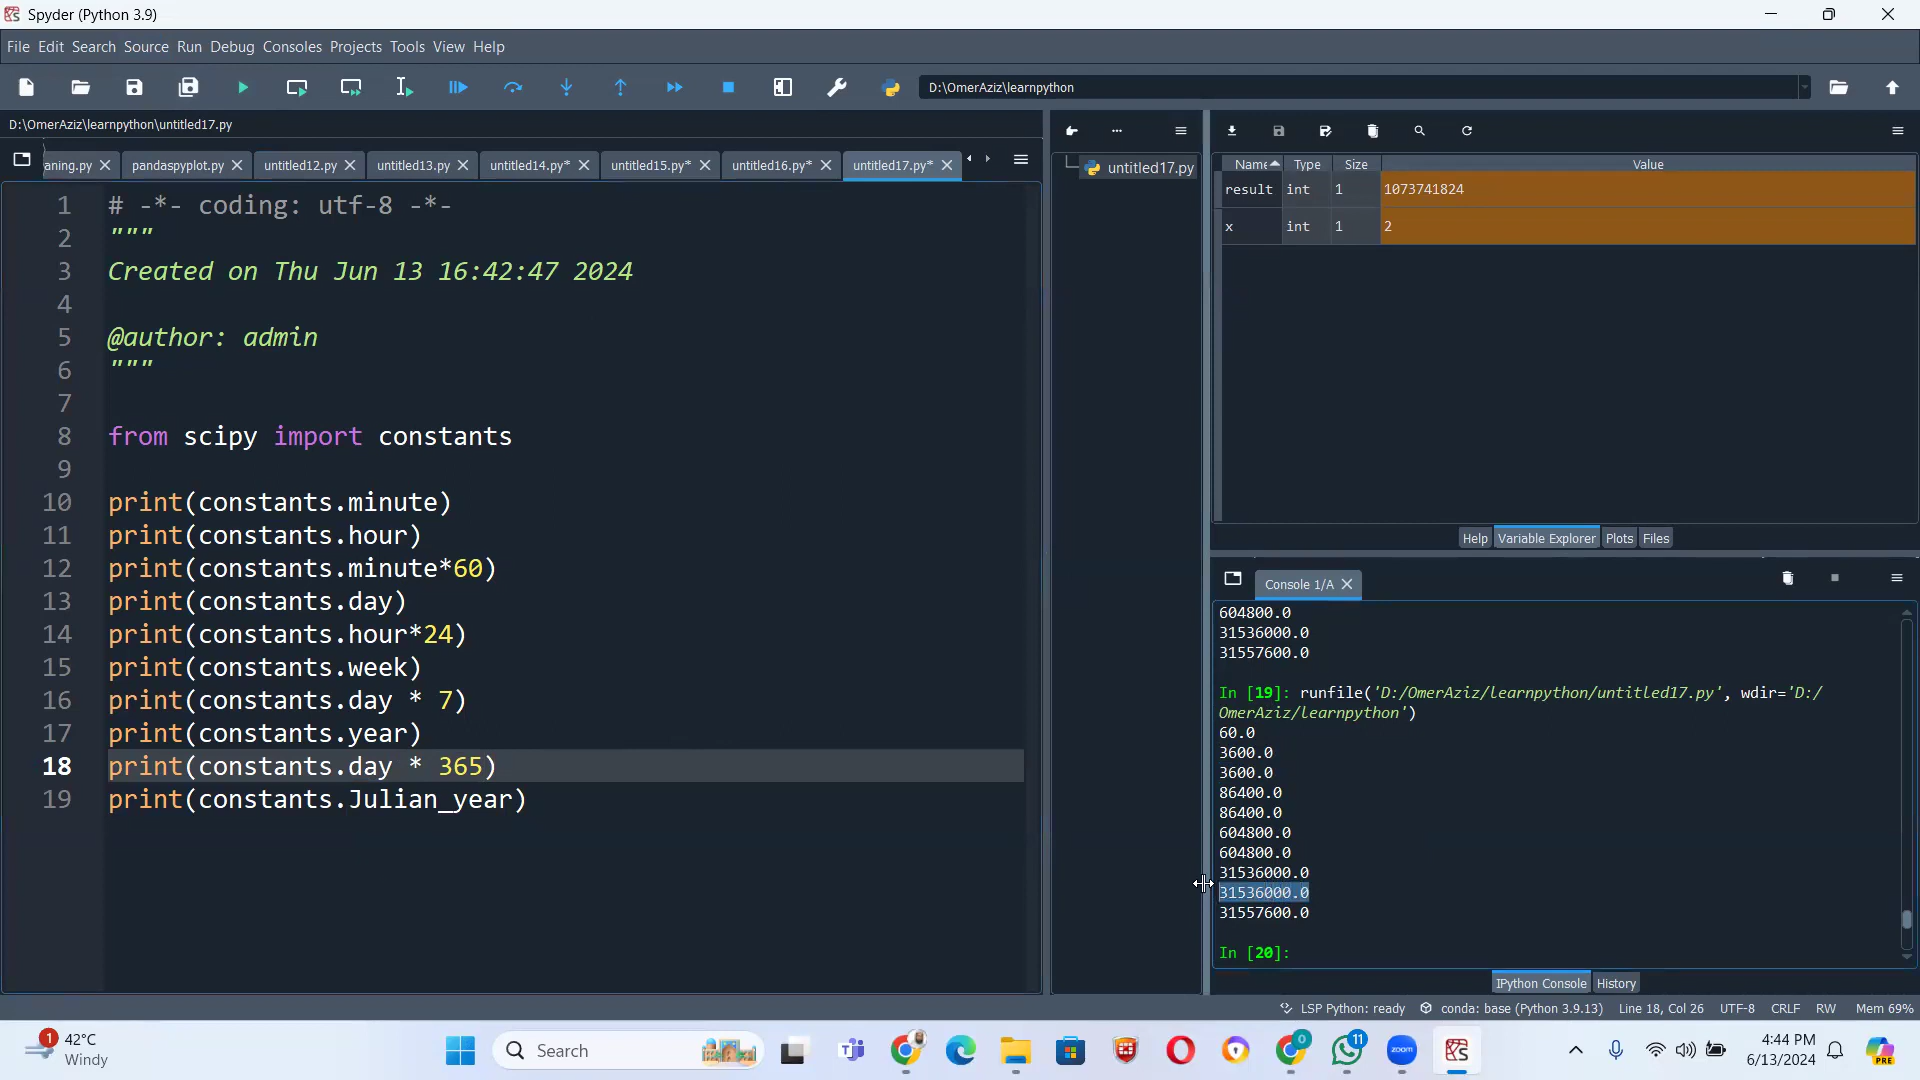 Spyder (Python 3.9)
File Edit Search Source Run Debug Consoles Projects Tools View Help
D:\OmerAziz\learnpython
D:\OmerAziz\learnpython\untitled17.py
aning.py pandaspyplot.py untitled12.py untitled13.py untitled14.py* untitled15.py* untitled16.py* untitled17.py*
1 # -*- coding: utf-8 -*-
2 """
3 Created on Thu Jun 13 16:42:47 2024
4
5 @author: admin
6 """
7
8 from scipy import constants
9
10 print(constants.minute)
11 print(constants.hour)
12 print(constants.minute*60)
13 print(constants.day)
14 print(constants.hour*24)
15 print(constants.week)
16 print(constants.day * 7)
17 print(constants.year)
18 print(constants.day * 365)
19 print(constants.Julian_year)
untitled17.py
Name Type Size Value
result int 1 1073741824
x int 1 2
Help Variable Explorer Plots Files
Console 1/A
604800.0
31536000.0
31557600.0
In [19]: runfile('D:/OmerAziz/learnpython/untitled17.py', wdir='D:/
OmerAziz/learnpython')
60.0
3600.0
3600.0
86400.0
86400.0
604800.0
604800.0
31536000.0
31536000.0
31557600.0
In [20]:
IPython Console History
LSP Python: ready conda: base (Python 3.9.13) Line 18, Col 26 UTF-8 CRLF RW Mem 69%
1 42°C
Windy
Search
0
11
zoom
4:44 PM
6/13/2024
PRE